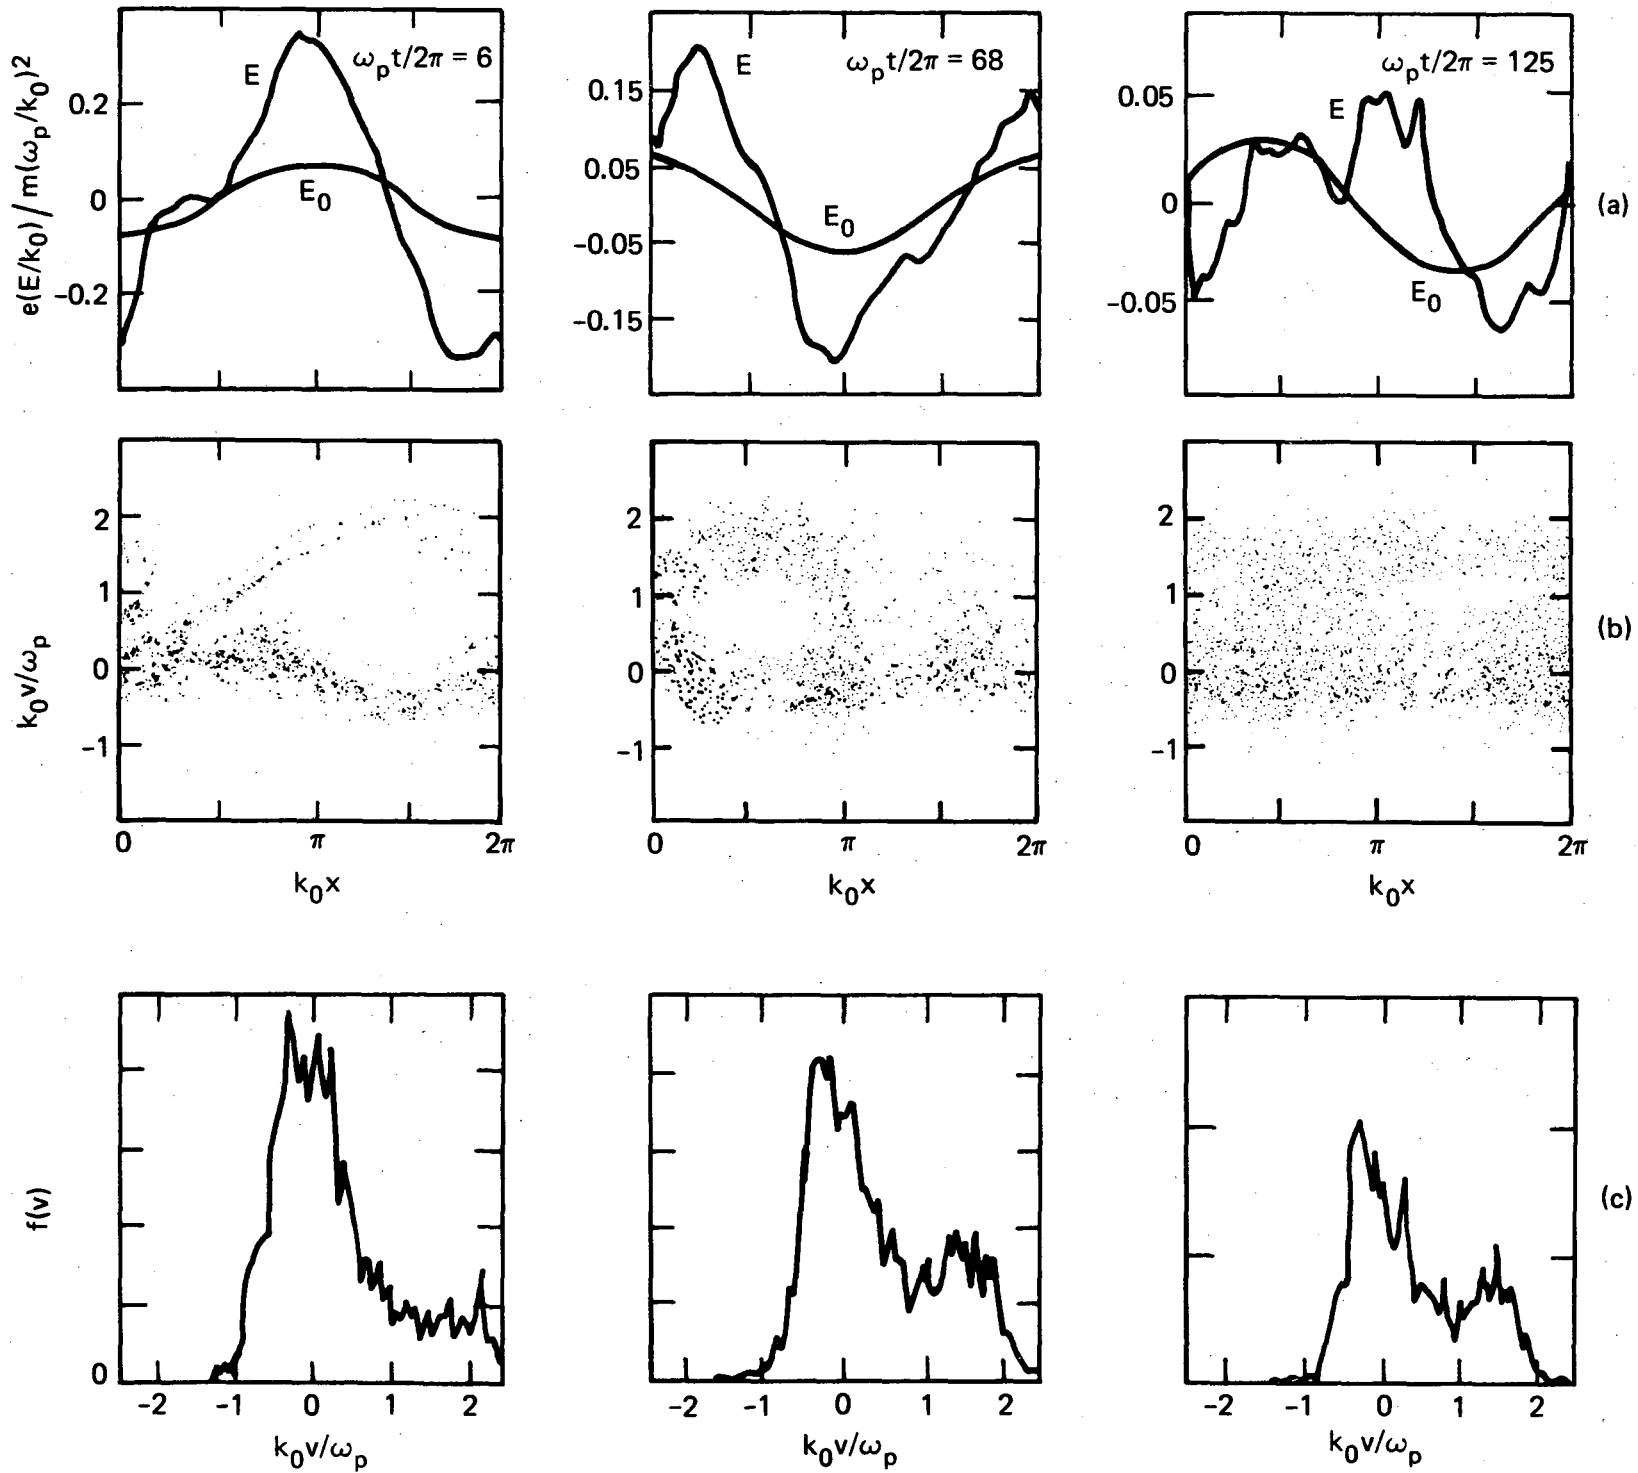 e(E/k₀) / m(ωₚ/k₀)²
0.2
0
-0.2
E
E₀
ωₚt/2π = 6
0.15
0.05
-0.05
-0.15
E
E₀
ωₚt/2π = 68
0.05
0
-0.05
E
E₀
ωₚt/2π = 125
(a)
k₀v/ωₚ
2
1
0
-1
0 π 2π
k₀x
2
1
0
-1
0 π 2π
k₀x
2
1
0
-1
0 π 2π
k₀x
(b)
f(v)
0
-2 -1 0 1 2
k₀v/ωₚ
-2 -1 0 1 2
k₀v/ωₚ
-2 -1 0 1 2
k₀v/ωₚ
(c)